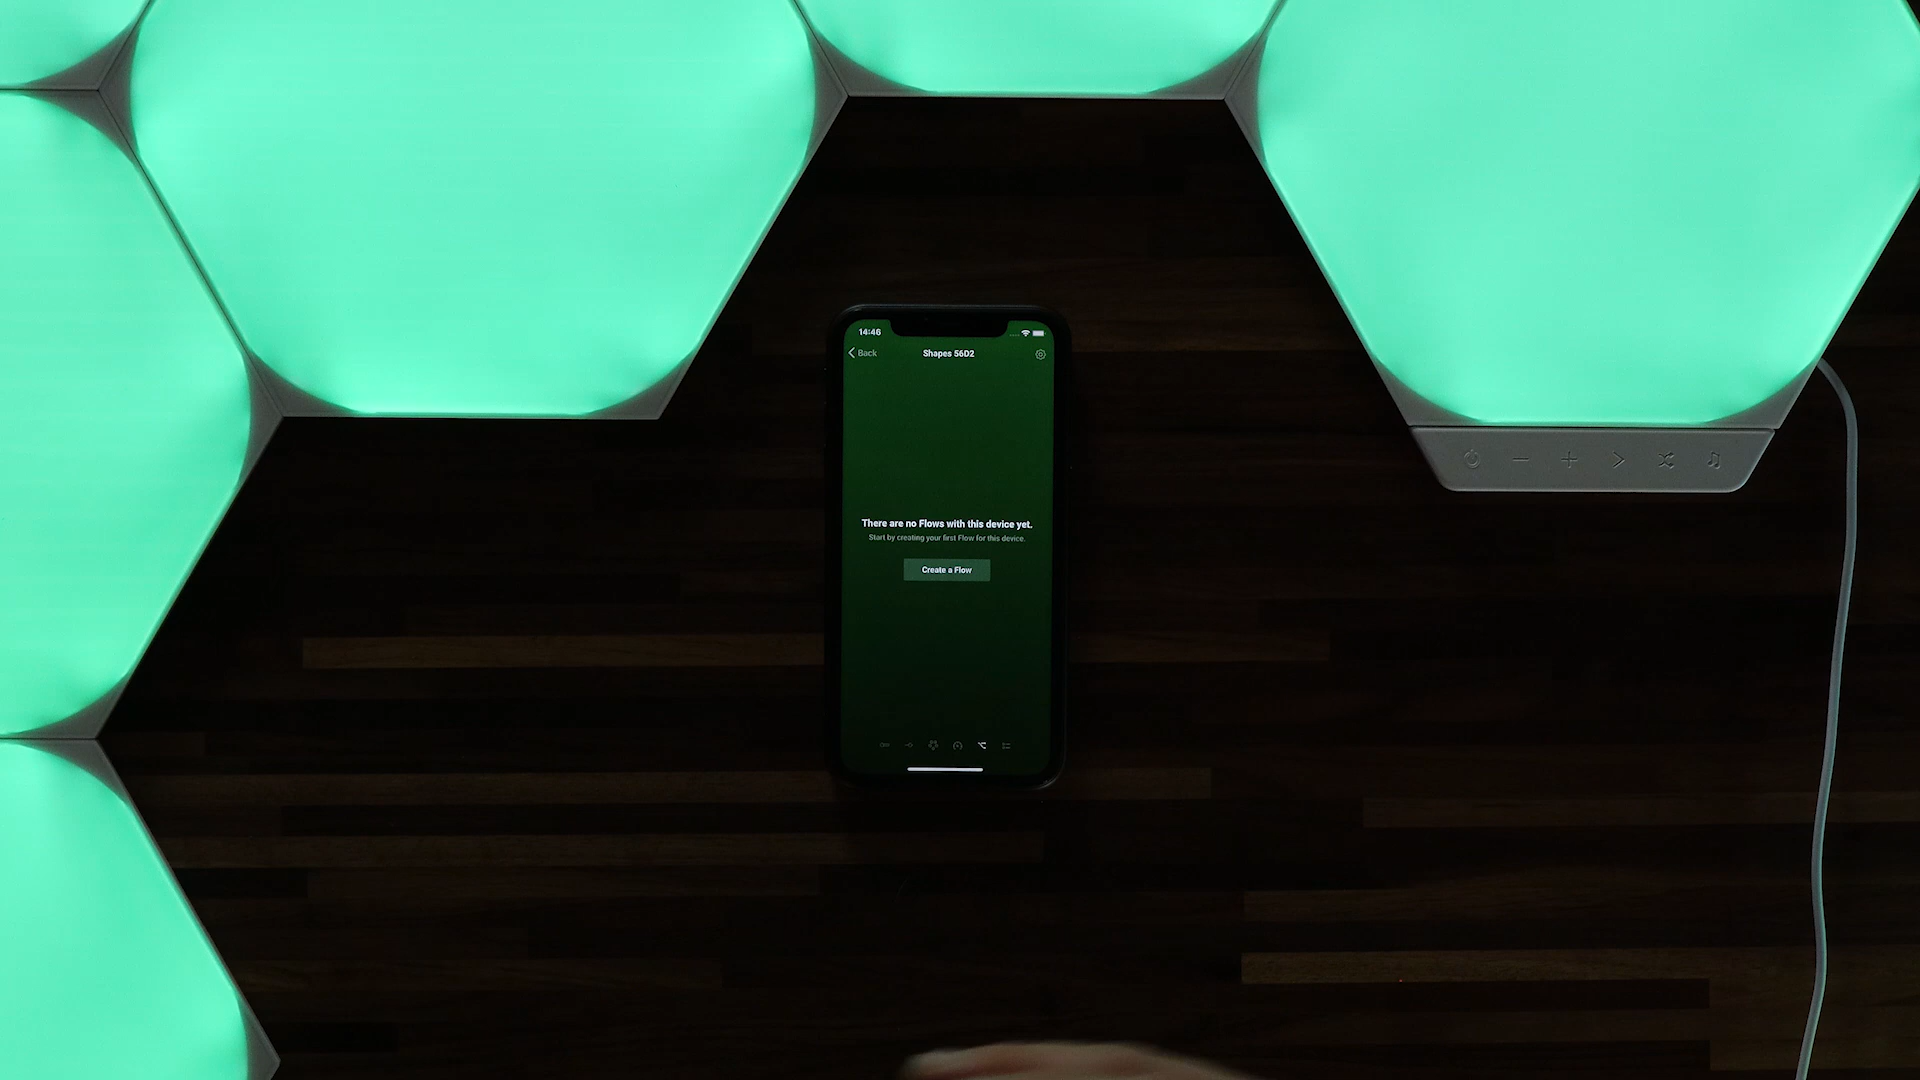 14:46
Back
Shapes 56D2
There are no Flows with this device yet.
Start by creating your first Flow for this device.
Create a Flow